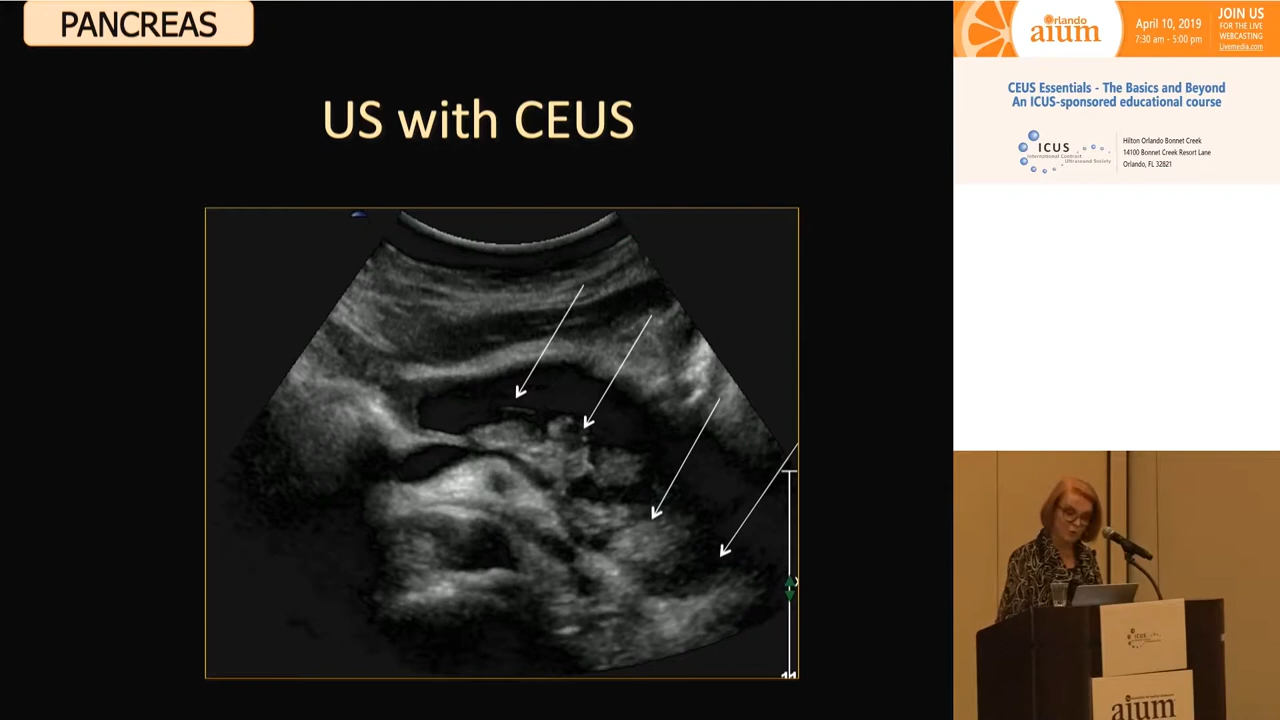 PANCREAS
US with CEUS
11
Orlando
aium
April 10, 2019
7:30 am - 5:00 pm
JOIN US
FOR THE LIVE
WEBCASTING
Livemedia.com
CEUS Essentials - The Basics and Beyond
An ICUS-sponsored educational course
ICUS
International Contrast
Ultrasound Society
Hilton Orlando Bonnet Creek
14100 Bonnet Creek Resort Lane
Orlando, FL 32821
aium